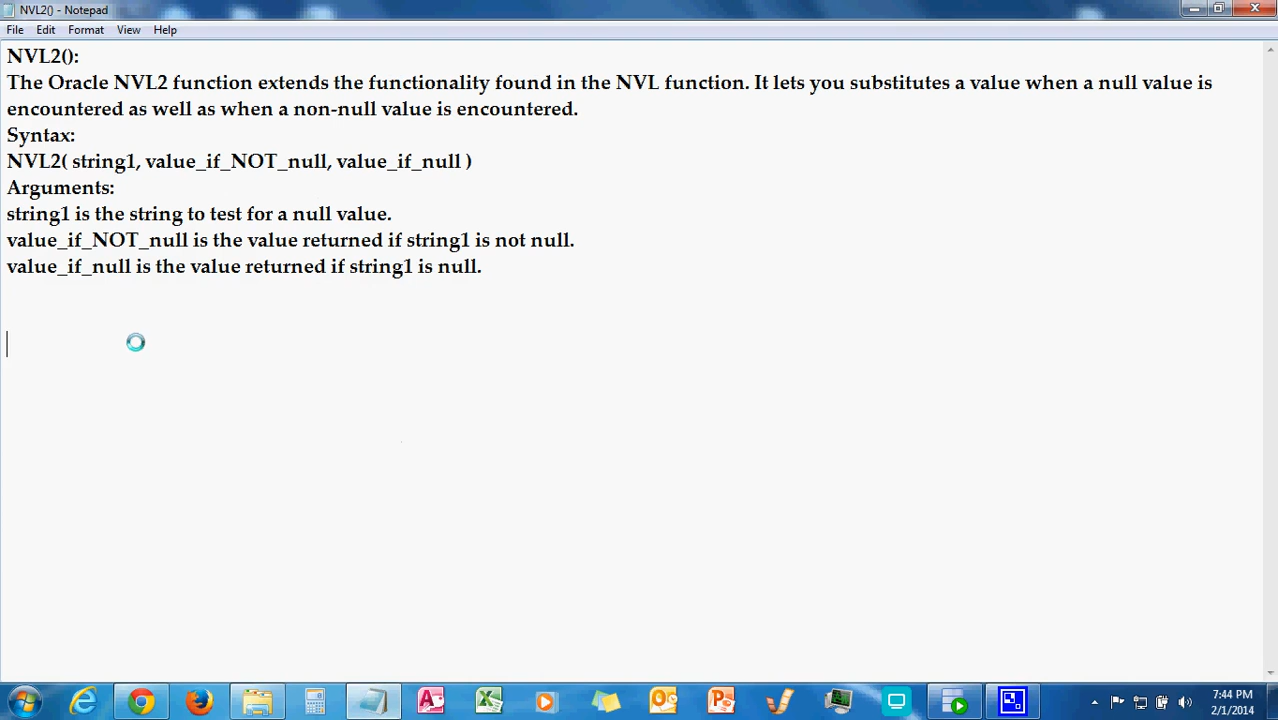 NVL2() - Notepad
File Edit Format View Help
NVL2():
The Oracle NVL2 function extends the functionality found in the NVL function. It lets you substitutes a value when a null value is
encountered as well as when a non-null value is encountered.
Syntax:
NVL2( string1, value_if_NOT_null, value_if_null )
Arguments:
string1 is the string to test for a null value.
value_if_NOT_null is the value returned if string1 is not null.
value_if_null is the value returned if string1 is null.
7:44 PM
2/1/2014